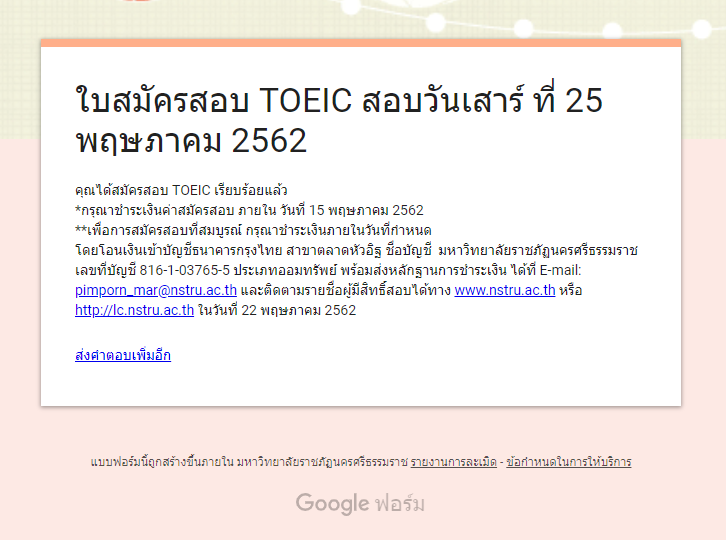 ใบสมัครสอบ TOEIC สอบวันเสาร์ ที่ 25
พฤษภาคม 2562
คุณได้สมัครสอบ TOEIC เรียบร้อยแล้ว
*กรุณาชำระเงินค่าสมัครสอบ ภายใน วันที่ 15 พฤษภาคม 2562
**เพื่อการสมัครสอบที่สมบูรณ์ กรุณาชำระเงินภายในวันที่กำหนด
โดยโอนเงินเข้าบัญชีธนาคารกรุงไทย สาขาตลาดหัวอิฐ ชื่อบัญชี มหาวิทยาลัยราชภัฏนครศรีธรรมราช
เลขที่บัญชี 816-1-03765-5 ประเภทออมทรัพย์ พร้อมส่งหลักฐานการชำระเงิน ได้ที่ E-mail:
pimporn_mar@nstru.ac.th และติดตามรายชื่อผู้มีสิทธิ์สอบได้ทาง www.nstru.ac.th หรือ
http://lc.nstru.ac.th ในวันที่ 22 พฤษภาคม 2562
ส่งคำตอบเพิ่มอีก
แบบฟอร์มนี้ถูกสร้างขึ้นภายใน มหาวิทยาลัยราชภัฏนครศรีธรรมราช รายงานการละเมิด - ข้อกำหนดในการให้บริการ
Google ฟอร์ม